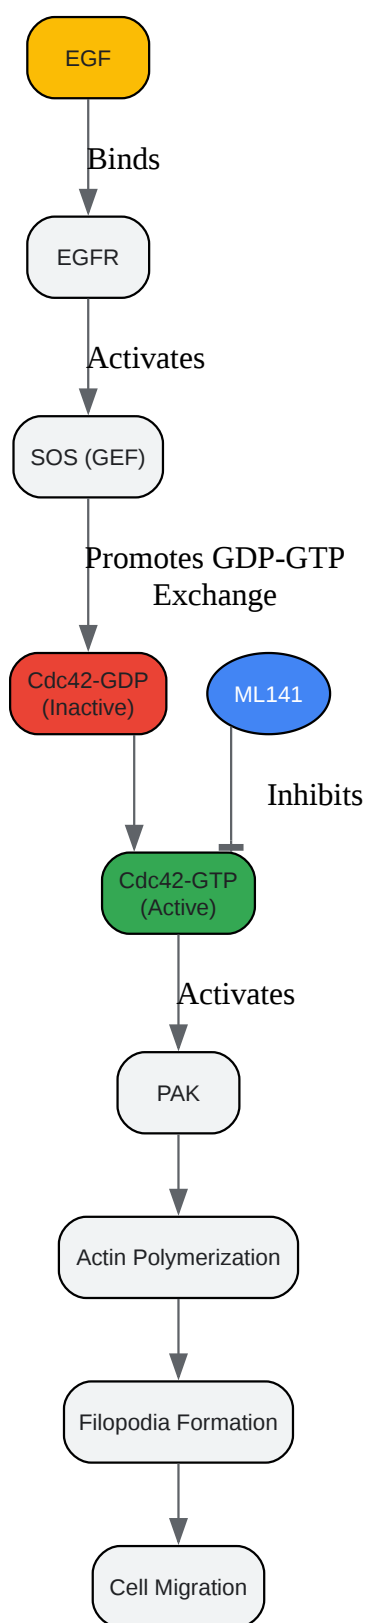 EGF
Binds
EGFR
Activates
SOS (GEF)
Promotes GDP-GTP
Exchange
Cdc42-GDP
(Inactive)
ML141
Inhibits
Cdc42-GTP
(Active)
Activates
PAK
Actin Polymerization
Filopodia Formation
Cell Migration